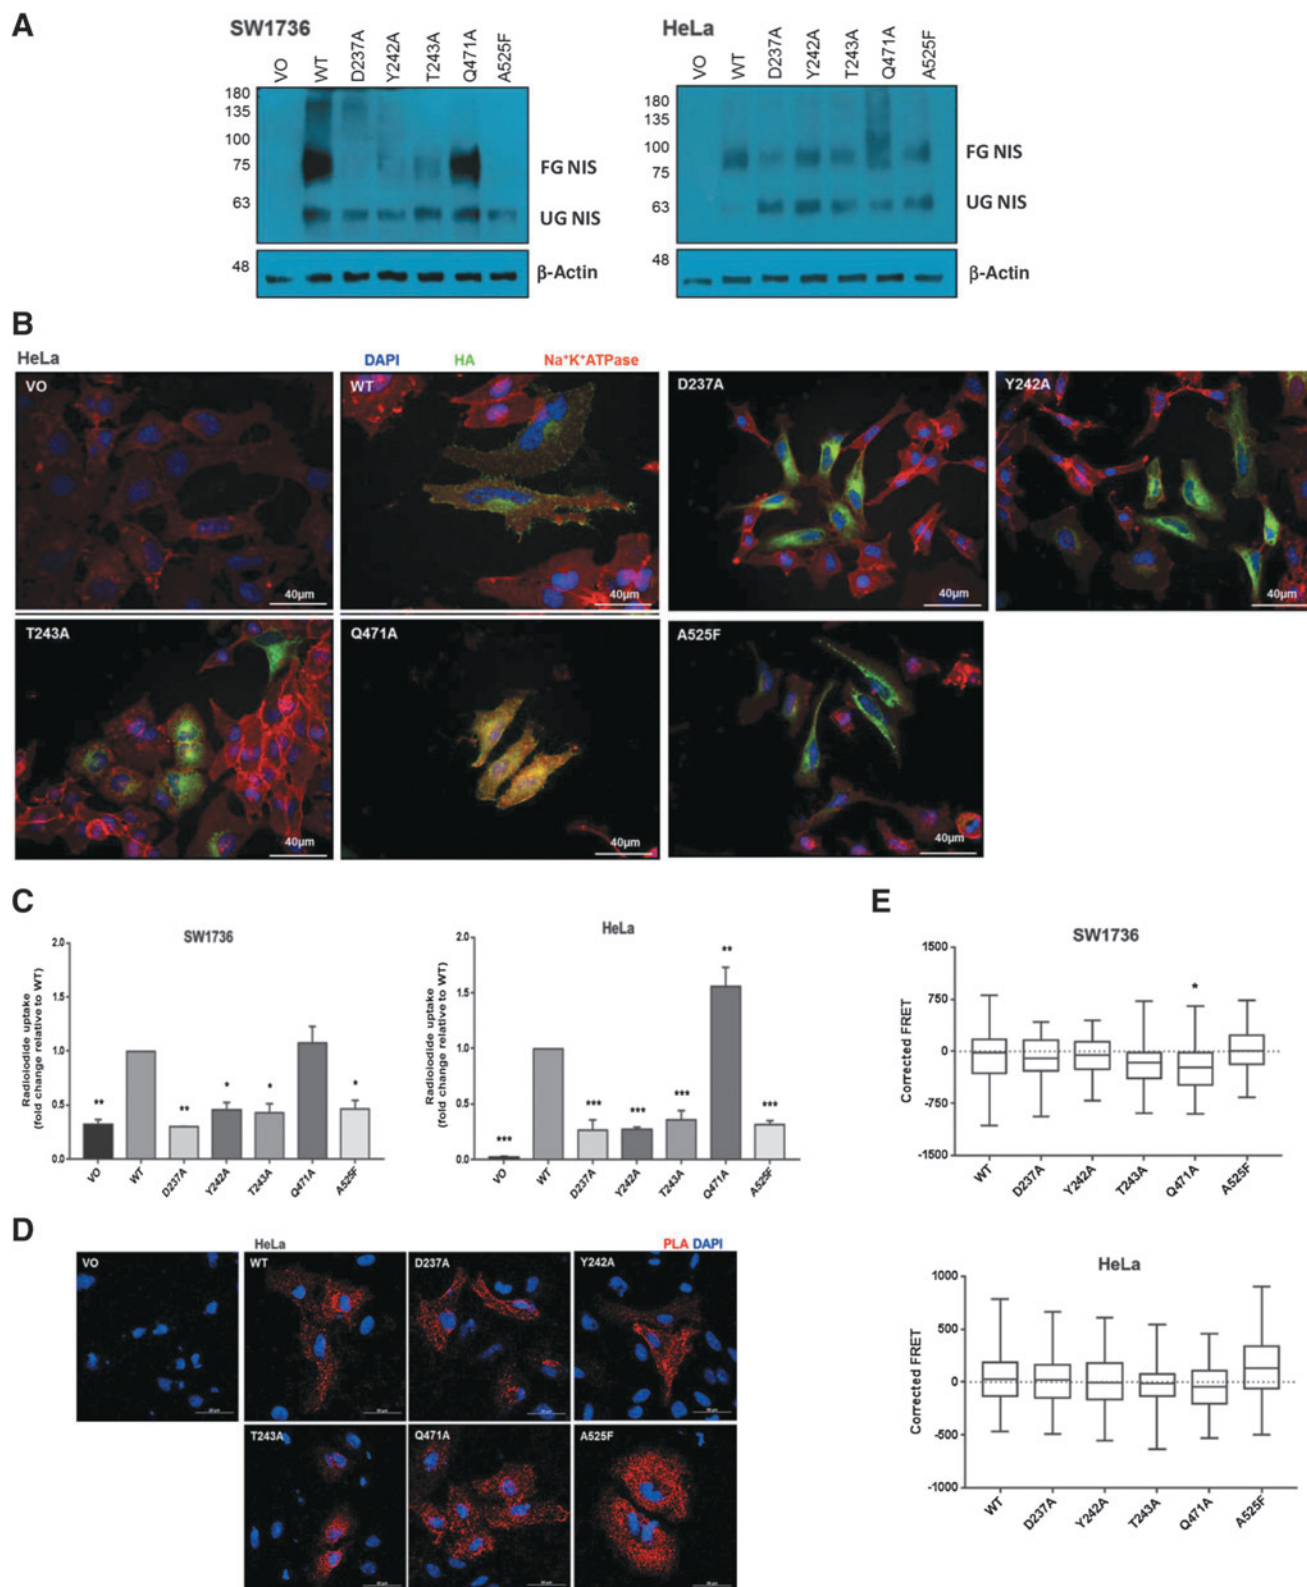 A
SW1736
VO WT D237A Y242A T243A Q471A A525F
180
135
100
75
63
48
FG NIS
UG NIS
β-Actin
HeLa
VO WT D237A Y242A T243A Q471A A525F
180
135
100
75
63
48
FG NIS
UG NIS
β-Actin
B
HeLa DAPI HA Na⁺K⁺ATPase
VO WT D237A Y242A
40µm 40µm 40µm 40µm
T243A Q471A A525F
40µm 40µm 40µm
C
SW1736
Radioiodide uptake
(fold change relative to WT)
2.0
1.5
1.0
0.5
0.0
** ** * * *
VO WT D237A Y242A T243A Q471A A525F
HeLa
Radioiodide uptake
(fold change relative to WT)
2.0
1.5
1.0
0.5
0.0
*** *** *** *** ** ***
VO WT D237A Y242A T243A Q471A A525F
D
HeLa PLA DAPI
VO WT D237A Y242A
T243A Q471A A525F
E
SW1736
Corrected FRET
1500
750
0
-750
-1500
*
WT D237A Y242A T243A Q471A A525F
HeLa
Corrected FRET
1000
500
0
-500
-1000
WT D237A Y242A T243A Q471A A525F